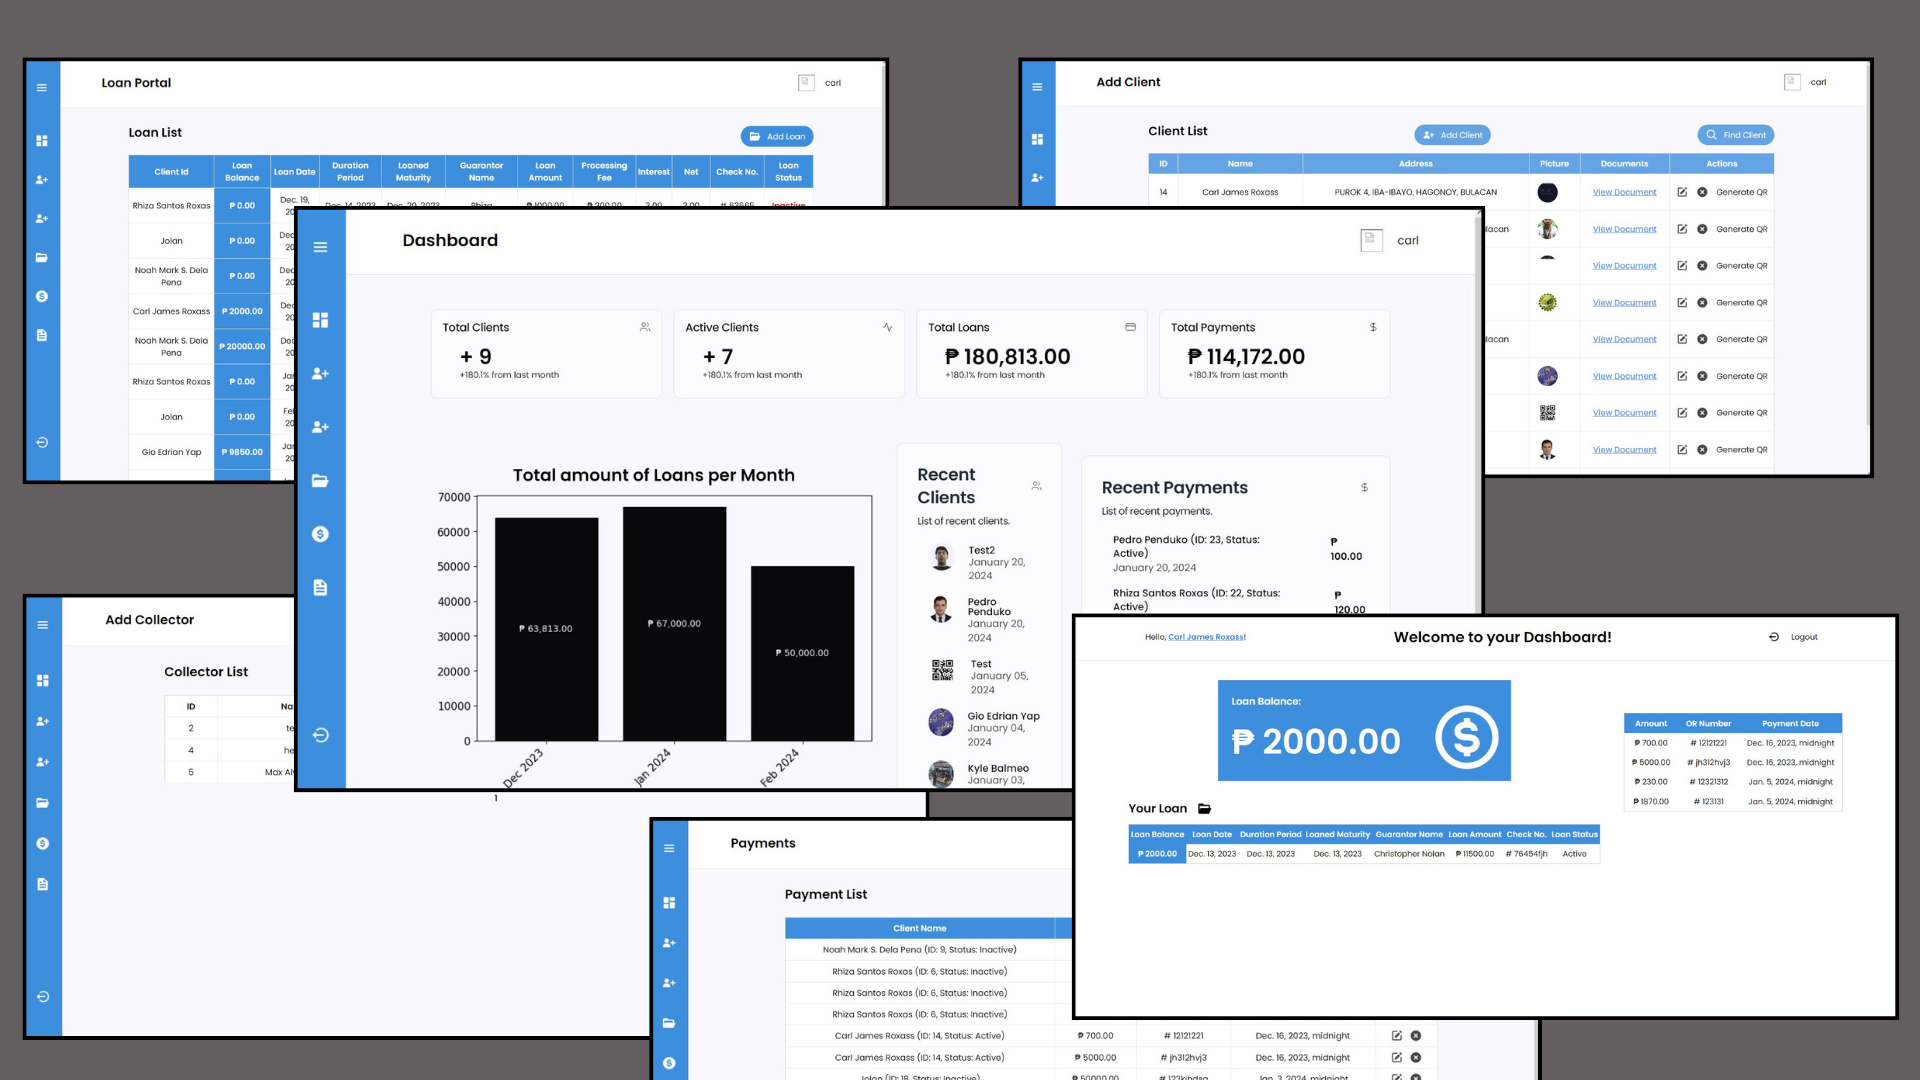 Loan Portal
carl
Loan List
Add Loan
Client Id
Loan Balance
Loan Date
Duration Period
Loaned Maturity
Guarantor Name
Loan Amount
Processing Fee
Interest
Net
Check No.
Loan Status
Rhiza Santos Roxas ₱ 0.00 Dec. 19,
Jolan ₱ 0.00
Noah Mark S. Dela Pena ₱ 0.00
Carl James Roxass ₱ 2000.00
Noah Mark S. Dela Pena ₱ 20000.00
Rhiza Santos Roxas ₱ 0.00
Jolan ₱ 0.00
Gio Edrian Yap ₱ 9850.00
Add Client
carl
Client List
Add Client
Find Client
ID Name Address Picture Documents Actions
14 Carl James Roxass PUROK 4, IBA-IBAYO, HAGONOY, BULACAN View Document Generate QR
View Document Generate QR
View Document Generate QR
View Document Generate QR
View Document Generate QR
View Document Generate QR
View Document Generate QR
View Document Generate QR
Dashboard
carl
Total Clients
+ 9
+180.1% from last month
Active Clients
+ 7
+180.1% from last month
Total Loans
₱ 180,813.00
+180.1% from last month
Total Payments
₱ 114,172.00
+180.1% from last month
Total amount of Loans per Month
70000
60000
50000
40000
30000
20000
10000
0
₱ 63,813.00
₱ 67,000.00
₱ 50,000.00
Dec 2023
Jan 2024
Feb 2024
Recent
Clients
List of recent clients.
Test2
January 20,
2024
Pedro
Penduko
January 20,
2024
Test
January 05,
2024
Gio Edrian Yap
January 04,
2024
Kyle Balmeo
January 03,
Recent Payments
List of recent payments.
Pedro Penduko (ID: 23, Status:
Active)
January 20, 2024
₱
100.00
Rhiza Santos Roxas (ID: 22, Status:
Active)
₱
120.00
Add Collector
Collector List
ID
2
4
5 Max
1
Payments
Payment List
Client Name
Noah Mark S. Dela Pena (ID: 9, Status: Inactive)
Rhiza Santos Roxas (ID: 6, Status: Inactive)
Rhiza Santos Roxas (ID: 6, Status: Inactive)
Rhiza Santos Roxas (ID: 6, Status: Inactive)
Carl James Roxass (ID: 14, Status: Active) ₱ 700.00 # 12121221 Dec. 16, 2023, midnight
Carl James Roxass (ID: 14, Status: Active) ₱ 5000.00 # jh312hvj3 Dec. 16, 2023, midnight
Jolan (ID: 18, Status: Inactive) ₱ 50000.00 Jan. 3, 2024, midnight
Hello, Carl James Roxass!
Welcome to your Dashboard!
Logout
Loan Balance:
₱ 2000.00
Amount OR Number Payment Date
₱ 700.00 # 12121221 Dec. 16, 2023, midnight
₱ 5000.00 # jh312hvj3 Dec. 16, 2023, midnight
₱ 230.00 # 12321312 Jan. 5, 2024, midnight
₱ 1870.00 # 123131 Jan. 5, 2024, midnight
Your Loan
Loan Balance Loan Date Duration Period Loaned Maturity Guarantor Name Loan Amount Check No. Loan Status
₱ 2000.00 Dec. 13, 2023 Dec. 13, 2023 Dec. 13, 2023 Christopher Nolan ₱ 11500.00 # 76454fjh Active